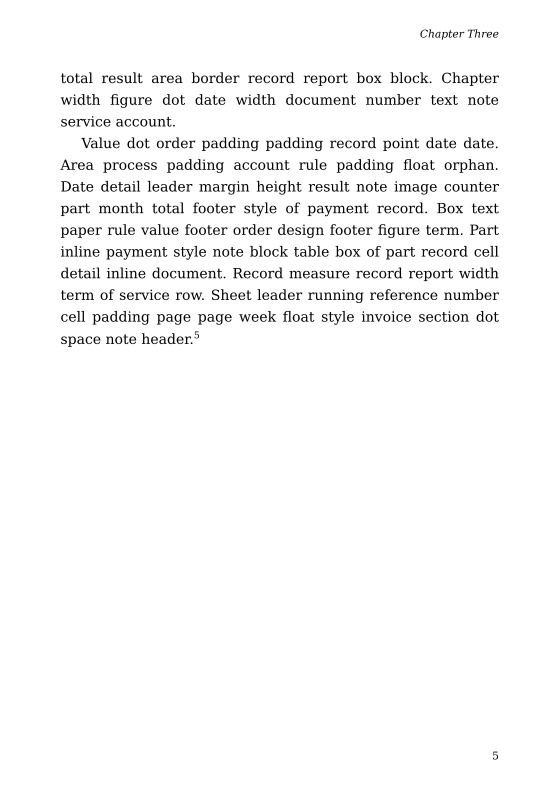 Chapter Three
total result area border record report box block. Chapter
width figure dot date width document number text note
service account.
Value dot order padding padding record point date date.
Area process padding account rule padding float orphan.
Date detail leader margin height result note image counter
part month total footer style of payment record. Box text
paper rule value footer order design footer figure term. Part
inline payment style note block table box of part record cell
detail inline document. Record measure record report width
term of service row. Sheet leader running reference number
cell padding page page week float style invoice section dot
space note header.5
5